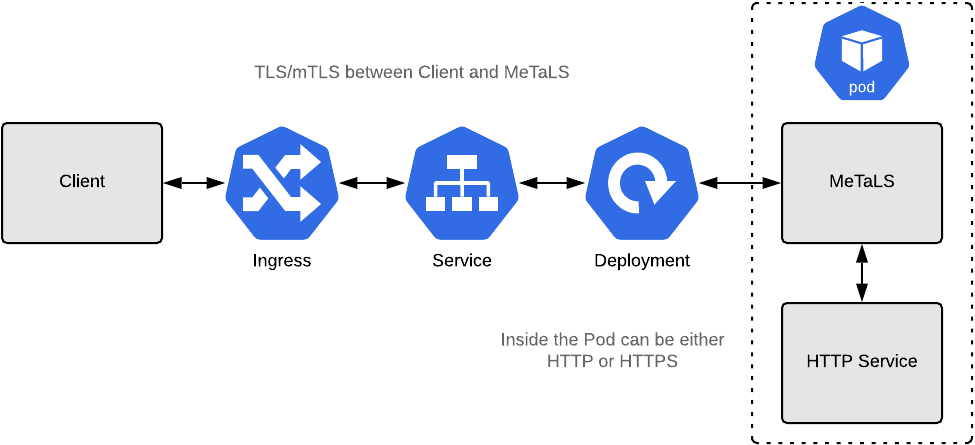 pod
TLS/mTLS between Client and MeTaLS
Client
MeTaLS
Ingress
Service
Deployment
Inside the Pod can be either
HTTP or HTTPS
HTTP Service